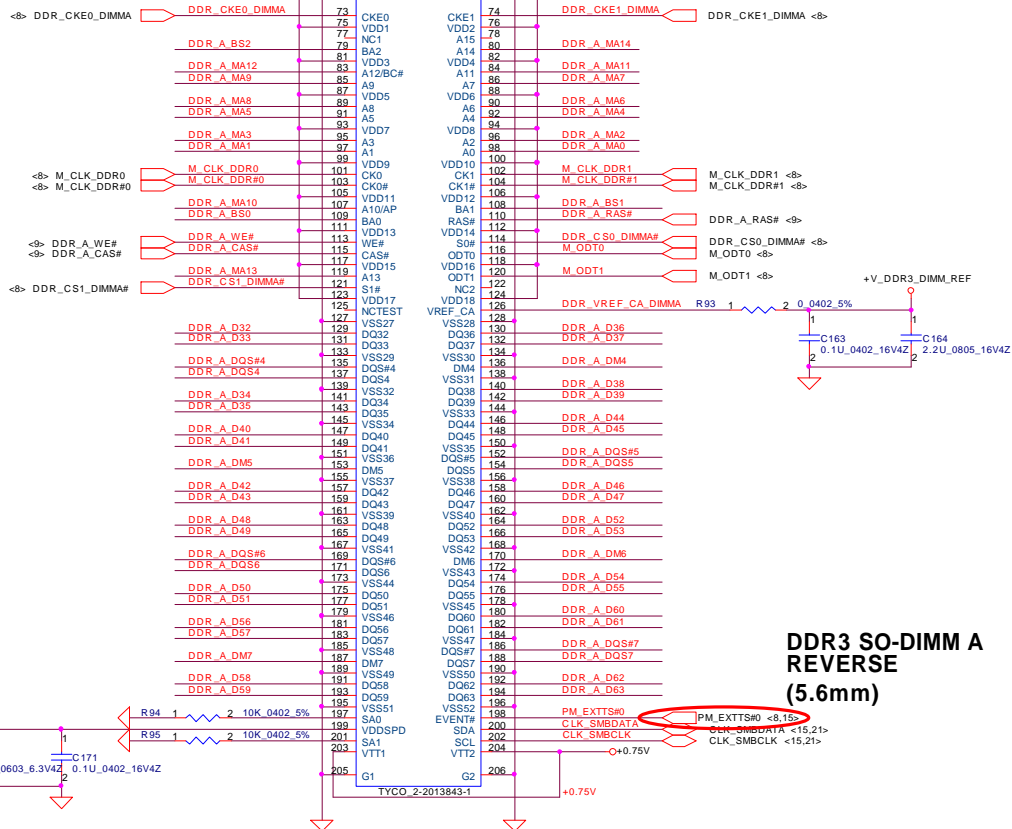 <8> DDR_CKE0_DIMMA DDR_CKE0_DIMMA 73 CKE0 CKE1 74 DDR_CKE1_DIMMA DDR_CKE1_DIMMA <8>
75 VDD1 VDD2 76
77 NC1 A15 78
DDR_A_BS2 79 BA2 A14 80 DDR_A_MA14
81 VDD3 VDD4 82
DDR_A_MA12 83 A12/BC# A11 84 DDR_A_MA11
DDR_A_MA9 85 A9 A7 86 DDR_A_MA7
87 VDD5 VDD6 88
DDR_A_MA8 89 A8 A6 90 DDR_A_MA6
DDR_A_MA5 91 A5 A4 92 DDR_A_MA4
93 VDD7 VDD8 94
DDR_A_MA3 95 A3 A2 96 DDR_A_MA2
DDR_A_MA1 97 A1 A0 98 DDR_A_MA0
99 VDD9 VDD10 100
<8> M_CLK_DDR0 M_CLK_DDR0 101 CK0 CK1 102 M_CLK_DDR1 M_CLK_DDR1 <8>
<8> M_CLK_DDR#0 M_CLK_DDR#0 103 CK0# CK1# 104 M_CLK_DDR#1 M_CLK_DDR#1 <8>
105 VDD11 VDD12 106
DDR_A_MA10 107 A10/AP BA1 108 DDR_A_BS1
DDR_A_BS0 109 BA0 RAS# 110 DDR_A_RAS# DDR_A_RAS# <9>
111 VDD13 VDD14 112
<9> DDR_A_WE# DDR_A_WE# 113 WE# S0# 114 DDR_CS0_DIMMA# DDR_CS0_DIMMA# <8>
<9> DDR_A_CAS# DDR_A_CAS# 115 CAS# ODT0 116 M_ODT0 M_ODT0 <8>
117 VDD15 VDD16 118
DDR_A_MA13 119 A13 ODT1 120 M_ODT1 M_ODT1 <8>
<8> DDR_CS1_DIMMA# DDR_CS1_DIMMA# 121 S1# NC2 122
+V_DDR3_DIMM_REF
123 VDD17 VDD18 124
125 NCTEST VREF_CA 126 DDR_VREF_CA_DIMMA R93 1 2 0_0402_5%
127 VSS27 VSS28 128
1 1
DDR_A_D32 129 DQ32 DQ36 130 DDR_A_D36
DDR_A_D33 131 DQ33 DQ37 132 DDR_A_D37
C163 C164
0.1U_0402_16V4Z 2.2U_0805_16V4Z
2 2
133 VSS29 VSS30 134
DDR_A_DQS#4 135 DQS#4 DM4 136 DDR_A_DM4
DDR_A_DQS4 137 DQS4 VSS31 138
139 VSS32 DQ38 140 DDR_A_D38
DDR_A_D34 141 DQ34 DQ39 142 DDR_A_D39
DDR_A_D35 143 DQ35 VSS33 144
145 VSS34 DQ44 146 DDR_A_D44
DDR_A_D40 147 DQ40 DQ45 148 DDR_A_D45
DDR_A_D41 149 DQ41 VSS35 150
151 VSS36 DQS#5 152 DDR_A_DQS#5
DDR_A_DM5 153 DM5 DQS5 154 DDR_A_DQS5
155 VSS37 VSS38 156
DDR_A_D42 157 DQ42 DQ46 158 DDR_A_D46
DDR_A_D43 159 DQ43 DQ47 160 DDR_A_D47
161 VSS39 VSS40 162
DDR_A_D48 163 DQ48 DQ52 164 DDR_A_D52
DDR_A_D49 165 DQ49 DQ53 166 DDR_A_D53
167 VSS41 VSS42 168
DDR_A_DQS#6 169 DQS#6 DM6 170 DDR_A_DM6
DDR_A_DQS6 171 DQS6 VSS43 172
173 VSS44 DQ54 174 DDR_A_D54
DDR_A_D50 175 DQ50 DQ55 176 DDR_A_D55
DDR_A_D51 177 DQ51 VSS45 178
179 VSS46 DQ60 180 DDR_A_D60
DDR_A_D56 181 DQ56 DQ61 182 DDR_A_D61
DDR_A_D57 183 DQ57 VSS47 184
185 VSS48 DQS#7 186 DDR_A_DQS#7
DDR_A_DM7 187 DM7 DQS7 188 DDR_A_DQS7
189 VSS49 VSS50 190
DDR_A_D58 191 DQ58 DQ62 192 DDR_A_D62
DDR_A_D59 193 DQ59 DQ63 194 DDR_A_D63
195 VSS51 VSS52 196
R94 1 2 10K_0402_5% 197 SA0 EVENT# 198 PM_EXTTS#0 PM_EXTTS#0 <8,15>
199 VDDSPD SDA 200 CLK_SMBDATA CLK_SMBDATA <15,21>
R95 1 2 10K_0402_5% 201 SA1 SCL 202 CLK_SMBCLK CLK_SMBCLK <15,21>
203 VTT1 VTT2 204 +0.75V
205 G1 G2 206
TYCO_2-2013843-1 +0.75V
1
C171
0603_6.3V4Z 0.1U_0402_16V4Z
2
DDR3 SO-DIMM A
REVERSE
(5.6mm)